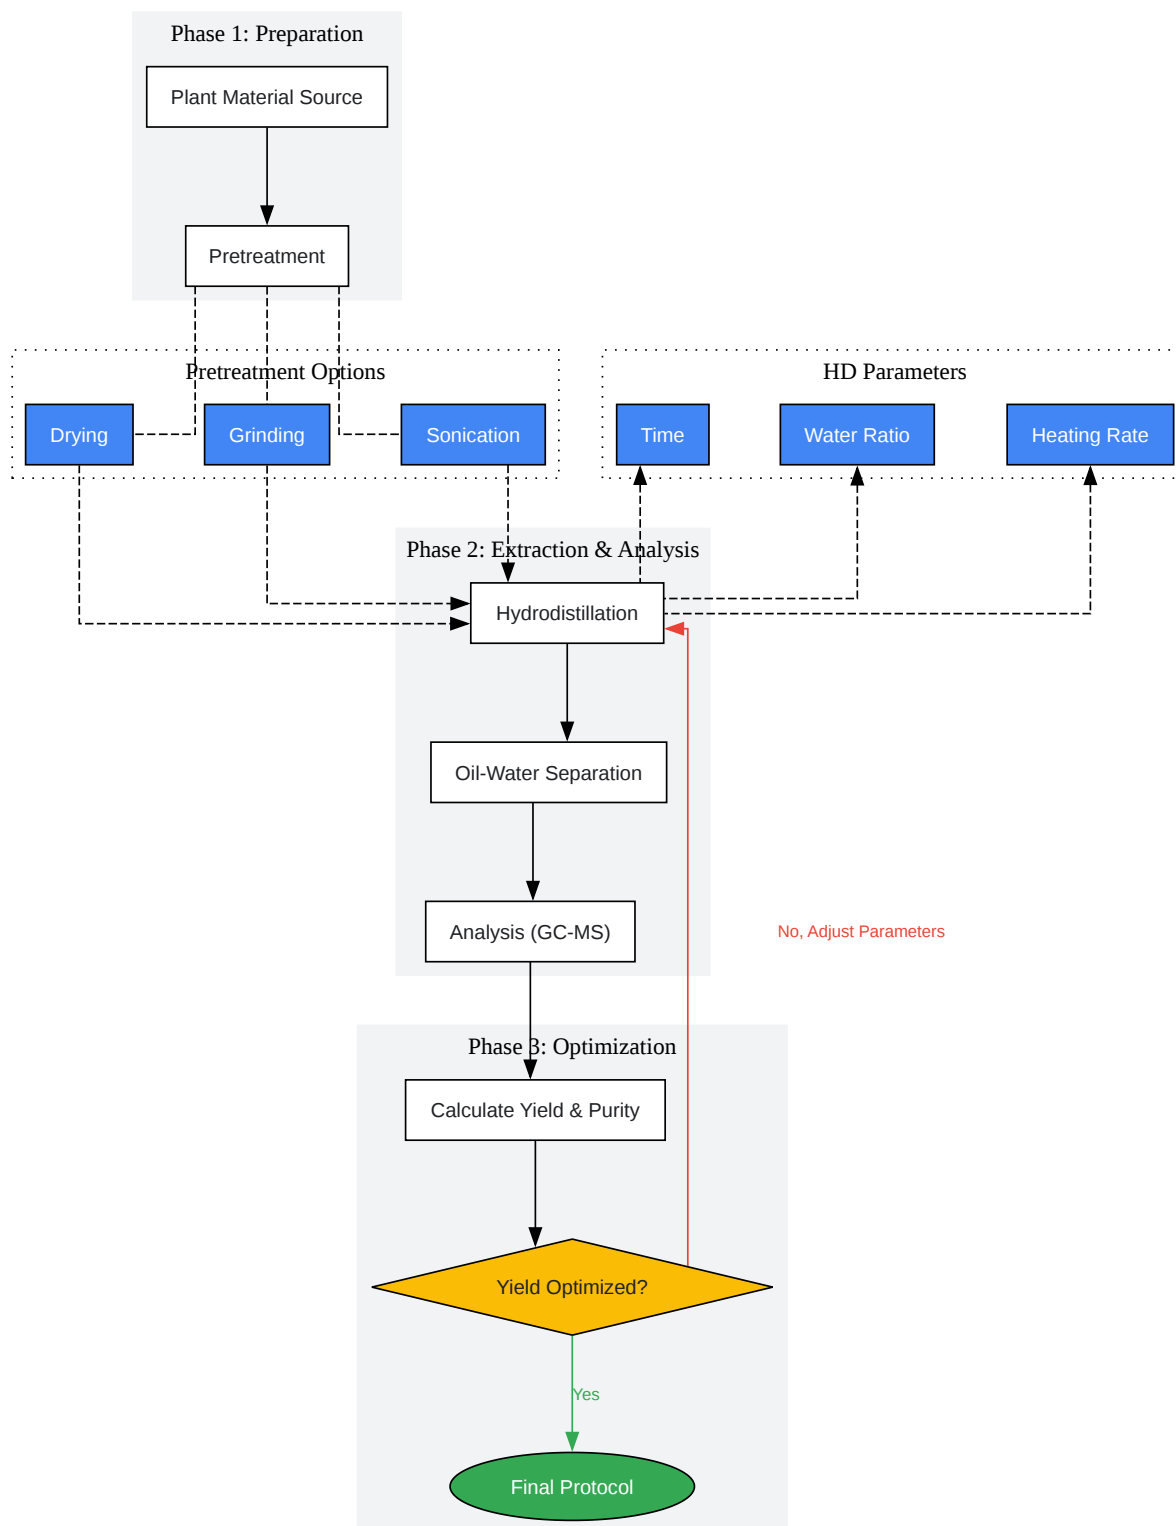 Phase 1: Preparation
Plant Material Source
Pretreatment
Pretreatment Options
Drying
Grinding
Sonication
HD Parameters
Time
Water Ratio
Heating Rate
Phase 2: Extraction & Analysis
Hydrodistillation
Oil-Water Separation
Analysis (GC-MS)
No, Adjust Parameters
Phase 3: Optimization
Calculate Yield & Purity
Yield Optimized?
Yes
Final Protocol